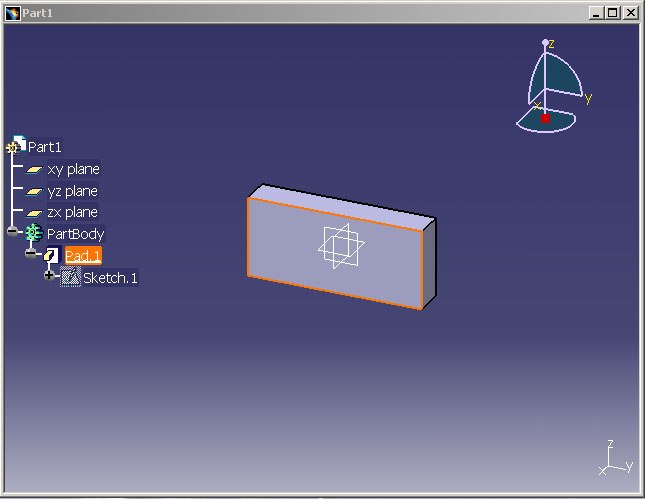 Part1
z
y
x
Part1
xy plane
yz plane
zx plane
PartBody
Pad.1
Sketch.1
z
x y